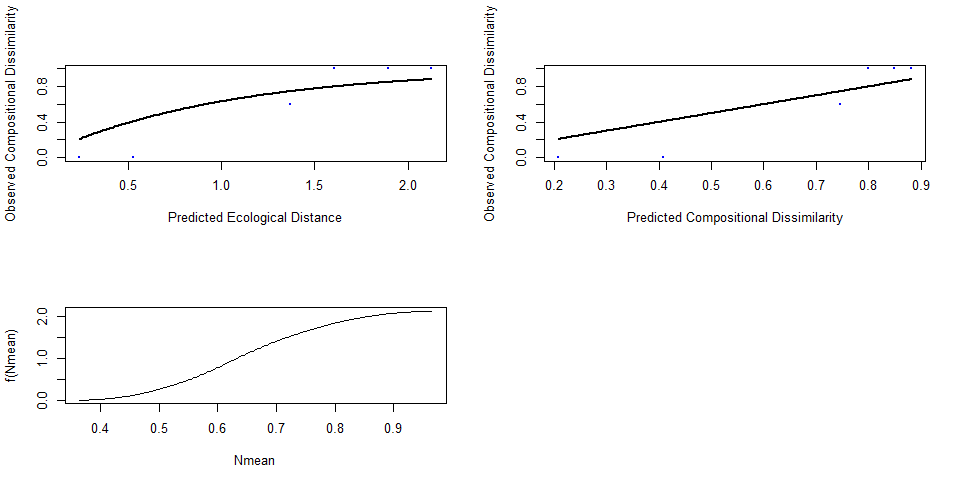 Observed Compositional Dissimilarity
0.0 0.4 0.8
0.5 1.0 1.5 2.0
Predicted Ecological Distance
Observed Compositional Dissimilarity
0.0 0.4 0.8
0.2 0.3 0.4 0.5 0.6 0.7 0.8 0.9
Predicted Compositional Dissimilarity
f(Nmean)
0.0 1.0 2.0
0.4 0.5 0.6 0.7 0.8 0.9
Nmean